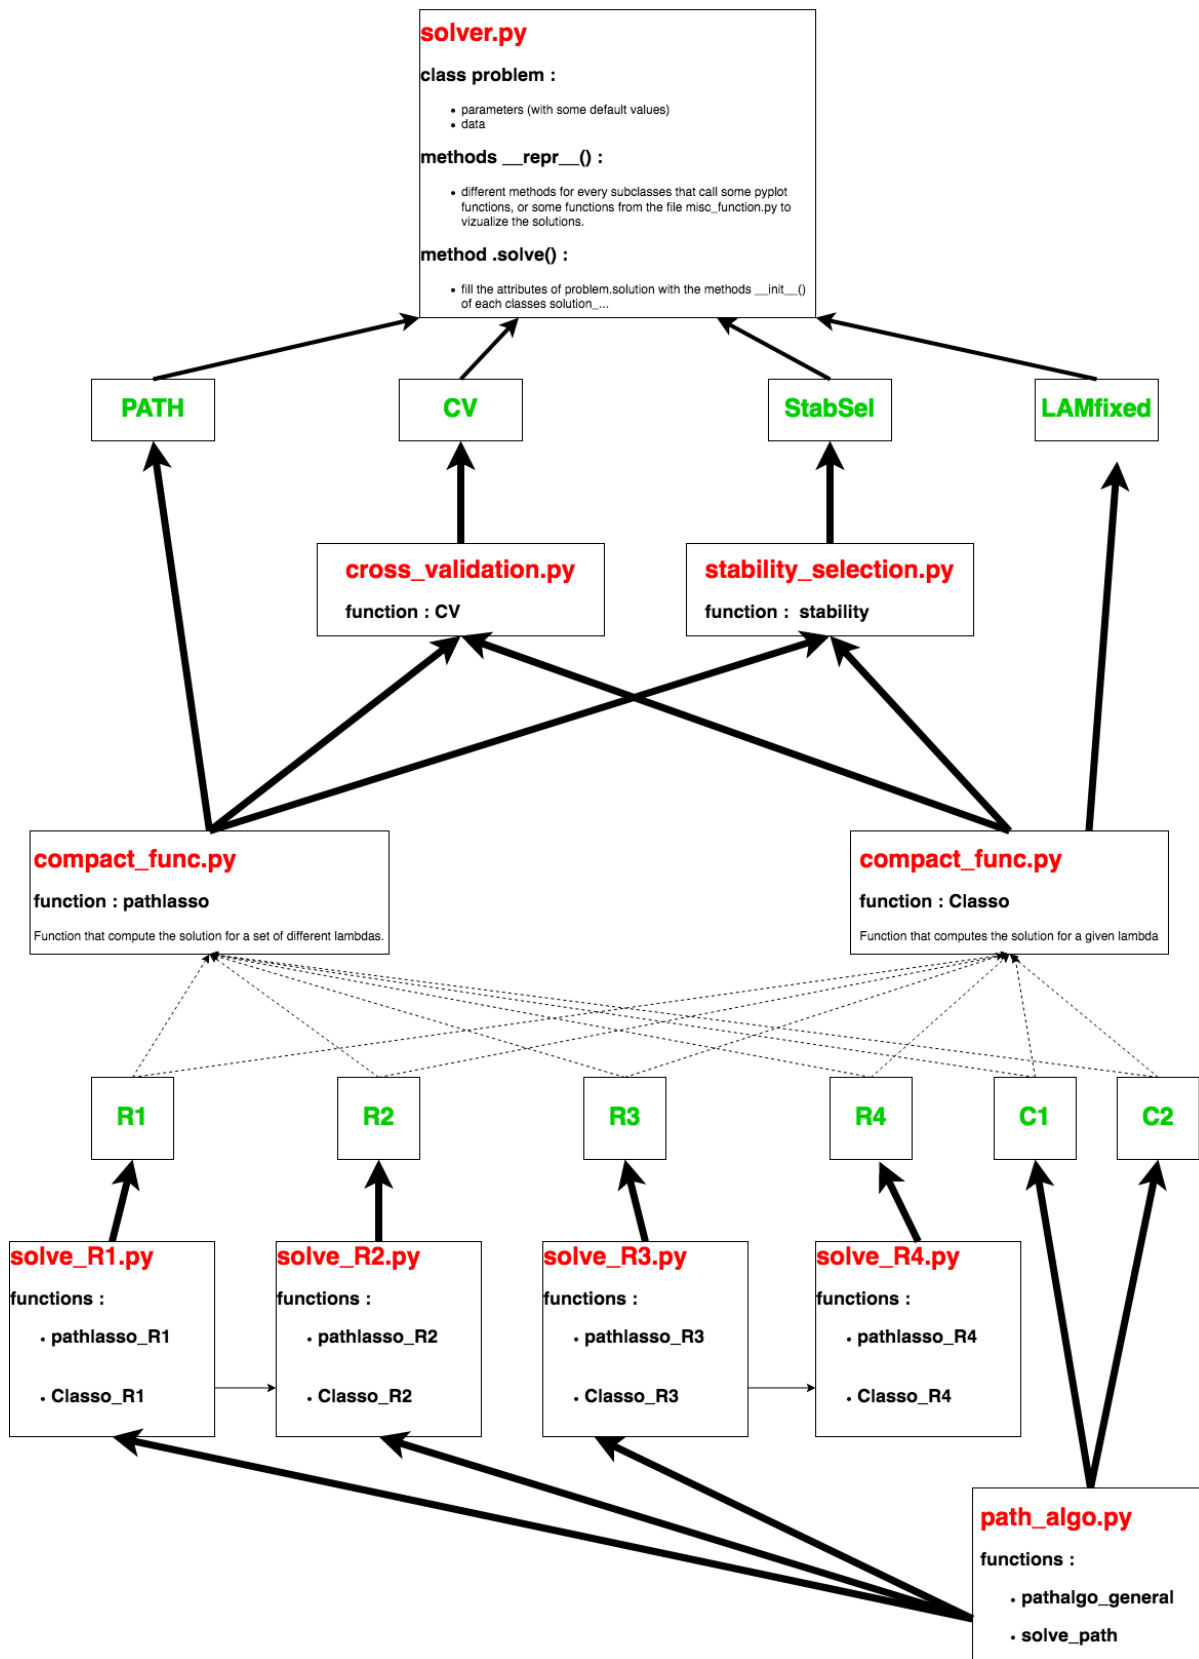 solver.py
class problem :
• parameters (with some default values)
• data
methods __repr__() :
• different methods for every subclasses that call some pyplot
functions, or some functions from the file misc_function.py to
vizualize the solutions.
method .solve() :
• fill the attributes of problem.solution with the methods __init__()
of each classes solution_...
PATH
CV
StabSel
LAMfixed
cross_validation.py
function : CV
stability_selection.py
function : stability
compact_func.py
function : pathlasso
Function that compute the solution for a set of different lambdas.
compact_func.py
function : Classo
Function that computes the solution for a given lambda
R1
R2
R3
R4
C1
C2
solve_R1.py
functions :
• pathlasso_R1
• Classo_R1
solve_R2.py
functions :
• pathlasso_R2
• Classo_R2
solve_R3.py
functions :
• pathlasso_R3
• Classo_R3
solve_R4.py
functions :
• pathlasso_R4
• Classo_R4
path_algo.py
functions :
• pathalgo_general
• solve_path